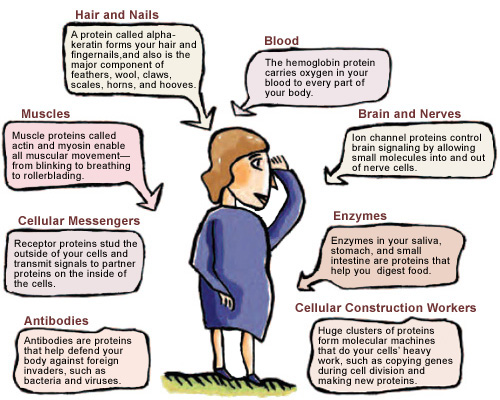 Hair and Nails
A protein called alpha-
keratin forms your hair and
fingernails,and also is the
major component of
feathers, wool, claws,
scales, horns, and hooves.
Blood
The hemoglobin protein
carries oxygen in your
blood to every part of
your body.
Muscles
Muscle proteins called
actin and myosin enable
all muscular movement—
from blinking to breathing
to rollerblading.
Brain and Nerves
Ion channel proteins control
brain signaling by allowing
small molecules into and out
of nerve cells.
Cellular Messengers
Receptor proteins stud the
outside of your cells and
transmit signals to partner
proteins on the inside of
the cells.
Enzymes
Enzymes in your saliva,
stomach, and small
intestine are proteins that
help you digest food.
Antibodies
Antibodies are proteins
that help defend your
body against foreign
invaders, such as
bacteria and viruses.
Cellular Construction Workers
Huge clusters of proteins
form molecular machines
that do your cells' heavy
work, such as copying genes
during cell division and
making new proteins.